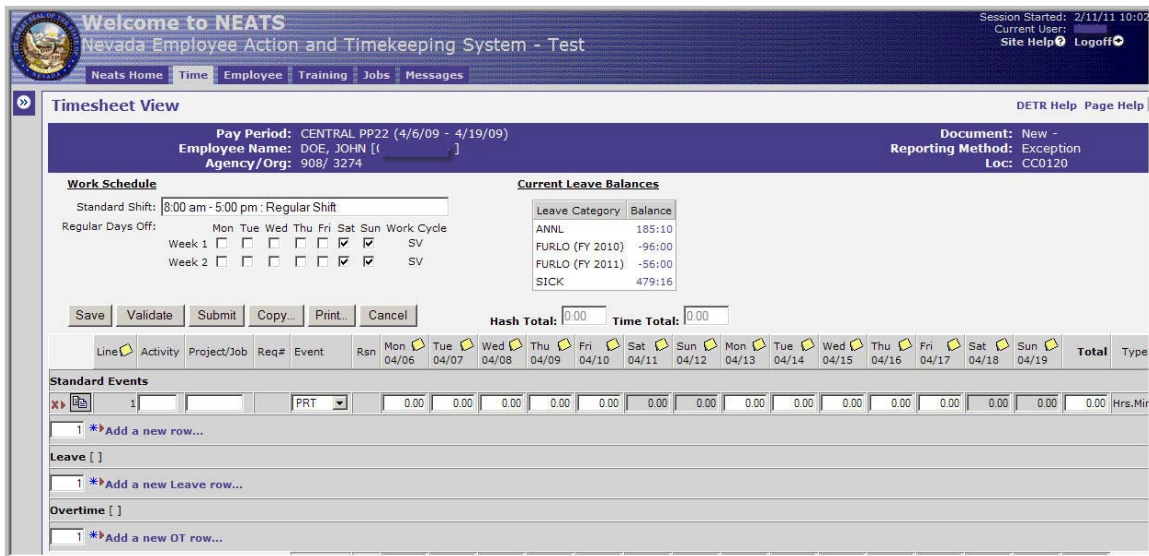 Welcome to NEATS
Nevada Employee Action and Timekeeping System - Test
Session Started: 2/11/11 10:02
Current User:
Site Help? Logoff
Neats Home Time Employee Training Jobs Messages
Timesheet View
DETR Help Page Help
Pay Period: CENTRAL PP22 (4/6/09 - 4/19/09)
Document: New -
Employee Name: DOE, JOHN [ ]
Reporting Method: Exception
Agency/Org: 908/ 3274
Loc: CC0120
Work Schedule
Current Leave Balances
Standard Shift: 8:00 am - 5:00 pm : Regular Shift
Leave Category Balance
Regular Days Off: Mon Tue Wed Thu Fri Sat Sun Work Cycle
ANNL 185:10
Week 1 SV
FURLO (FY 2010) -96:00
Week 2 SV
FURLO (FY 2011) -56:00
SICK 479:16
Save Validate Submit Copy... Print... Cancel
Hash Total: 0.00 Time Total: 0.00
Line Activity Project/Job Req# Event Rsn Mon 04/06 Tue 04/07 Wed 04/08 Thu 04/09 Fri 04/10 Sat 04/11 Sun 04/12 Mon 04/13 Tue 04/14 Wed 04/15 Thu 04/16 Fri 04/17 Sat 04/18 Sun 04/19 Total Type
Standard Events
1 PRT 0.00 0.00 0.00 0.00 0.00 0.00 0.00 0.00 0.00 0.00 0.00 0.00 0.00 0.00 0.00 Hrs.Min
1 Add a new row...
Leave [ ]
1 Add a new Leave row...
Overtime [ ]
1 Add a new OT row...